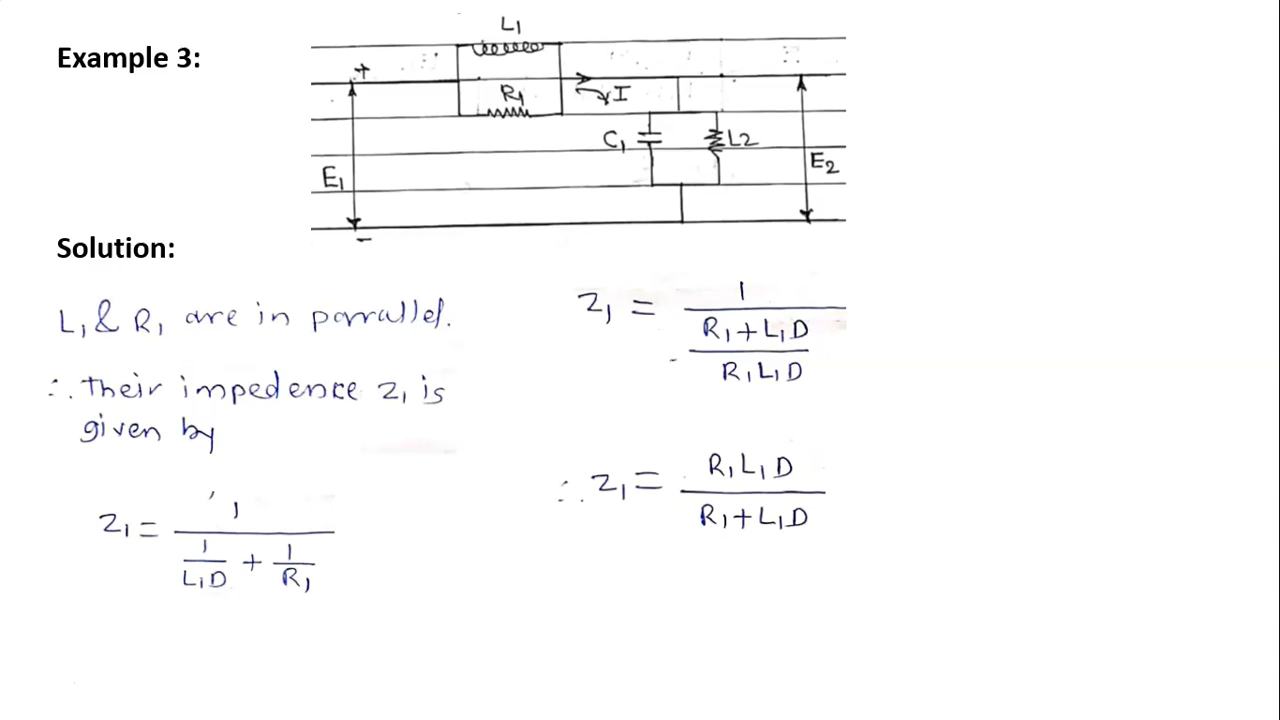 Example 3:
L1
+
R1
I
C1
L2
E1
E2
-
Solution:
L1 & R1 are in parrallel.
∴ Their impedence Z1 is
given by
Z1 = 1 / (1/L1D + 1/R1)
Z1 = 1 / ((R1 + L1D) / (R1L1D))
∴ Z1 = R1L1D / (R1 + L1D)